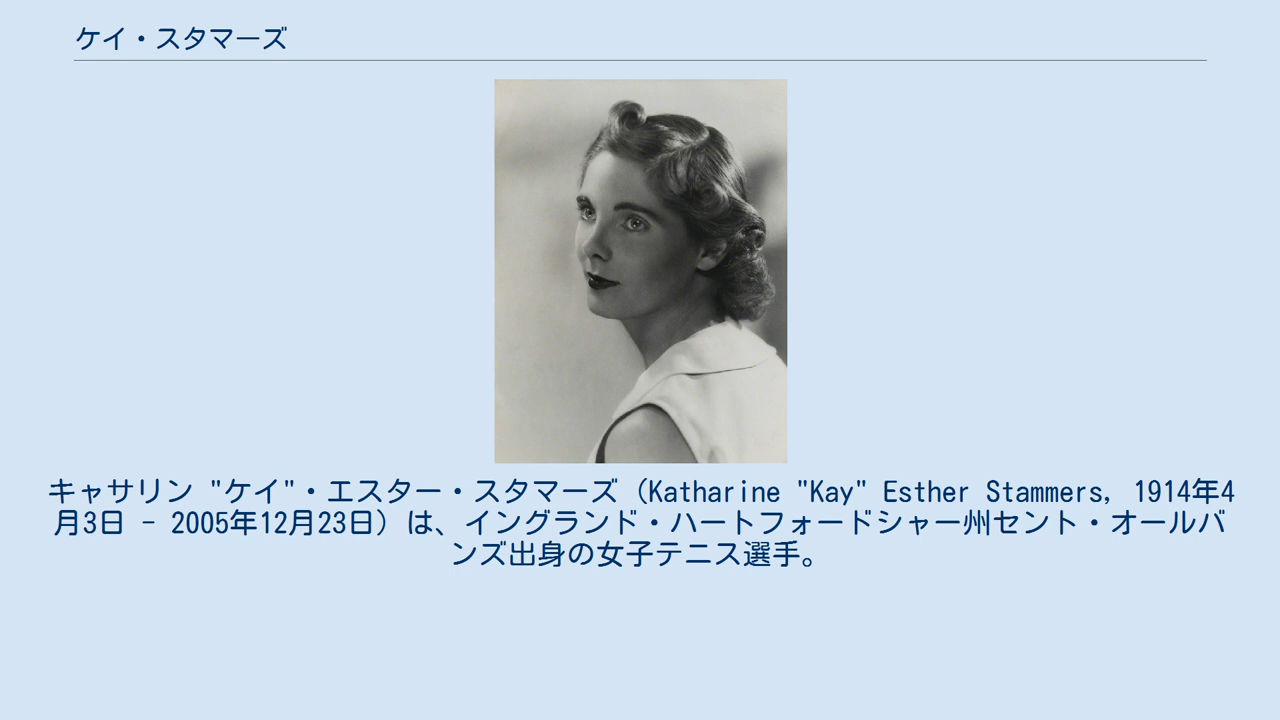 ケイ・スタマーズ
キャサリン "ケイ"・エスター・スタマーズ（Katharine "Kay" Esther Stammers, 1914年4
月3日 - 2005年12月23日）は、イングランド・ハートフォードシャー州セント・オールバ
ンズ出身の女子テニス選手。